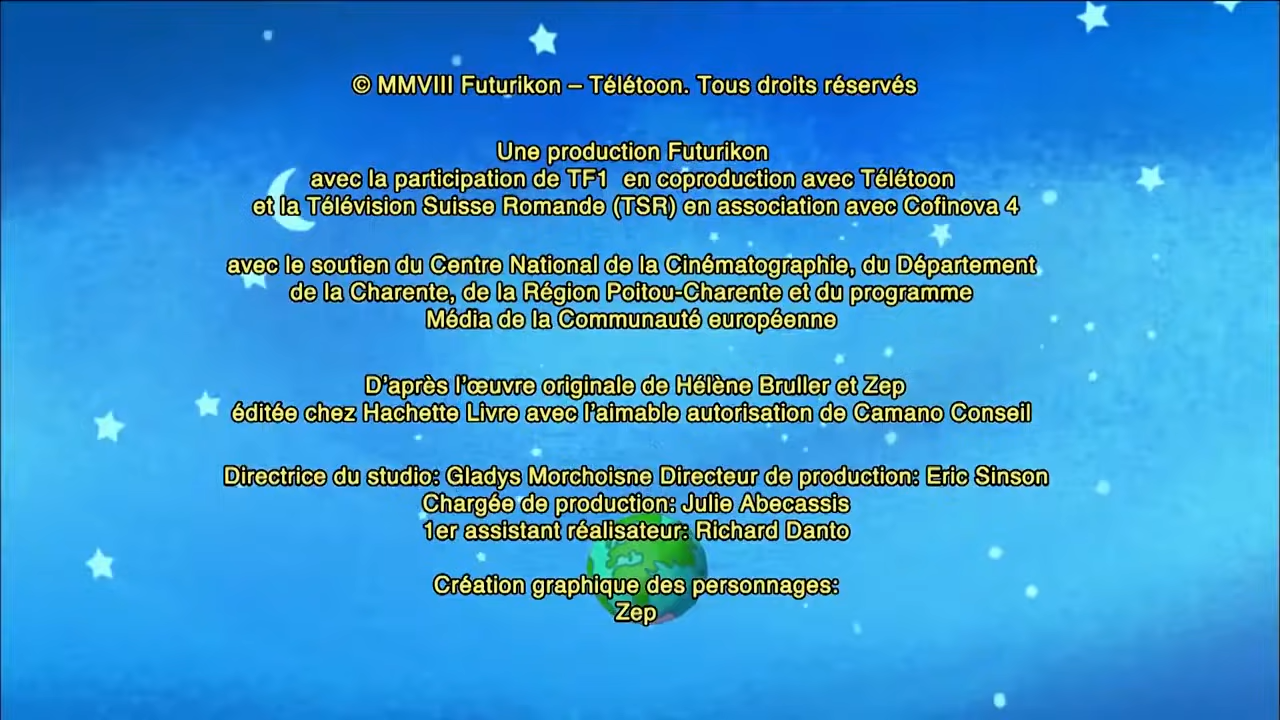 © MMVIII Futurikon – Télétoon. Tous droits réservés
Une production Futurikon
avec la participation de TF1 en coproduction avec Télétoon
et la Télévision Suisse Romande (TSR) en association avec Cofinova 4
avec le soutien du Centre National de la Cinématographie, du Département
de la Charente, de la Région Poitou-Charente et du programme
Média de la Communauté européenne
D'après l'œuvre originale de Hélène Bruller et Zep
éditée chez Hachette Livre avec l'aimable autorisation de Camano Conseil
Directrice du studio: Gladys Morchoisne Directeur de production: Eric Sinson
Chargée de production: Julie Abecassis
1er assistant réalisateur: Richard Danto
Création graphique des personnages:
Zep